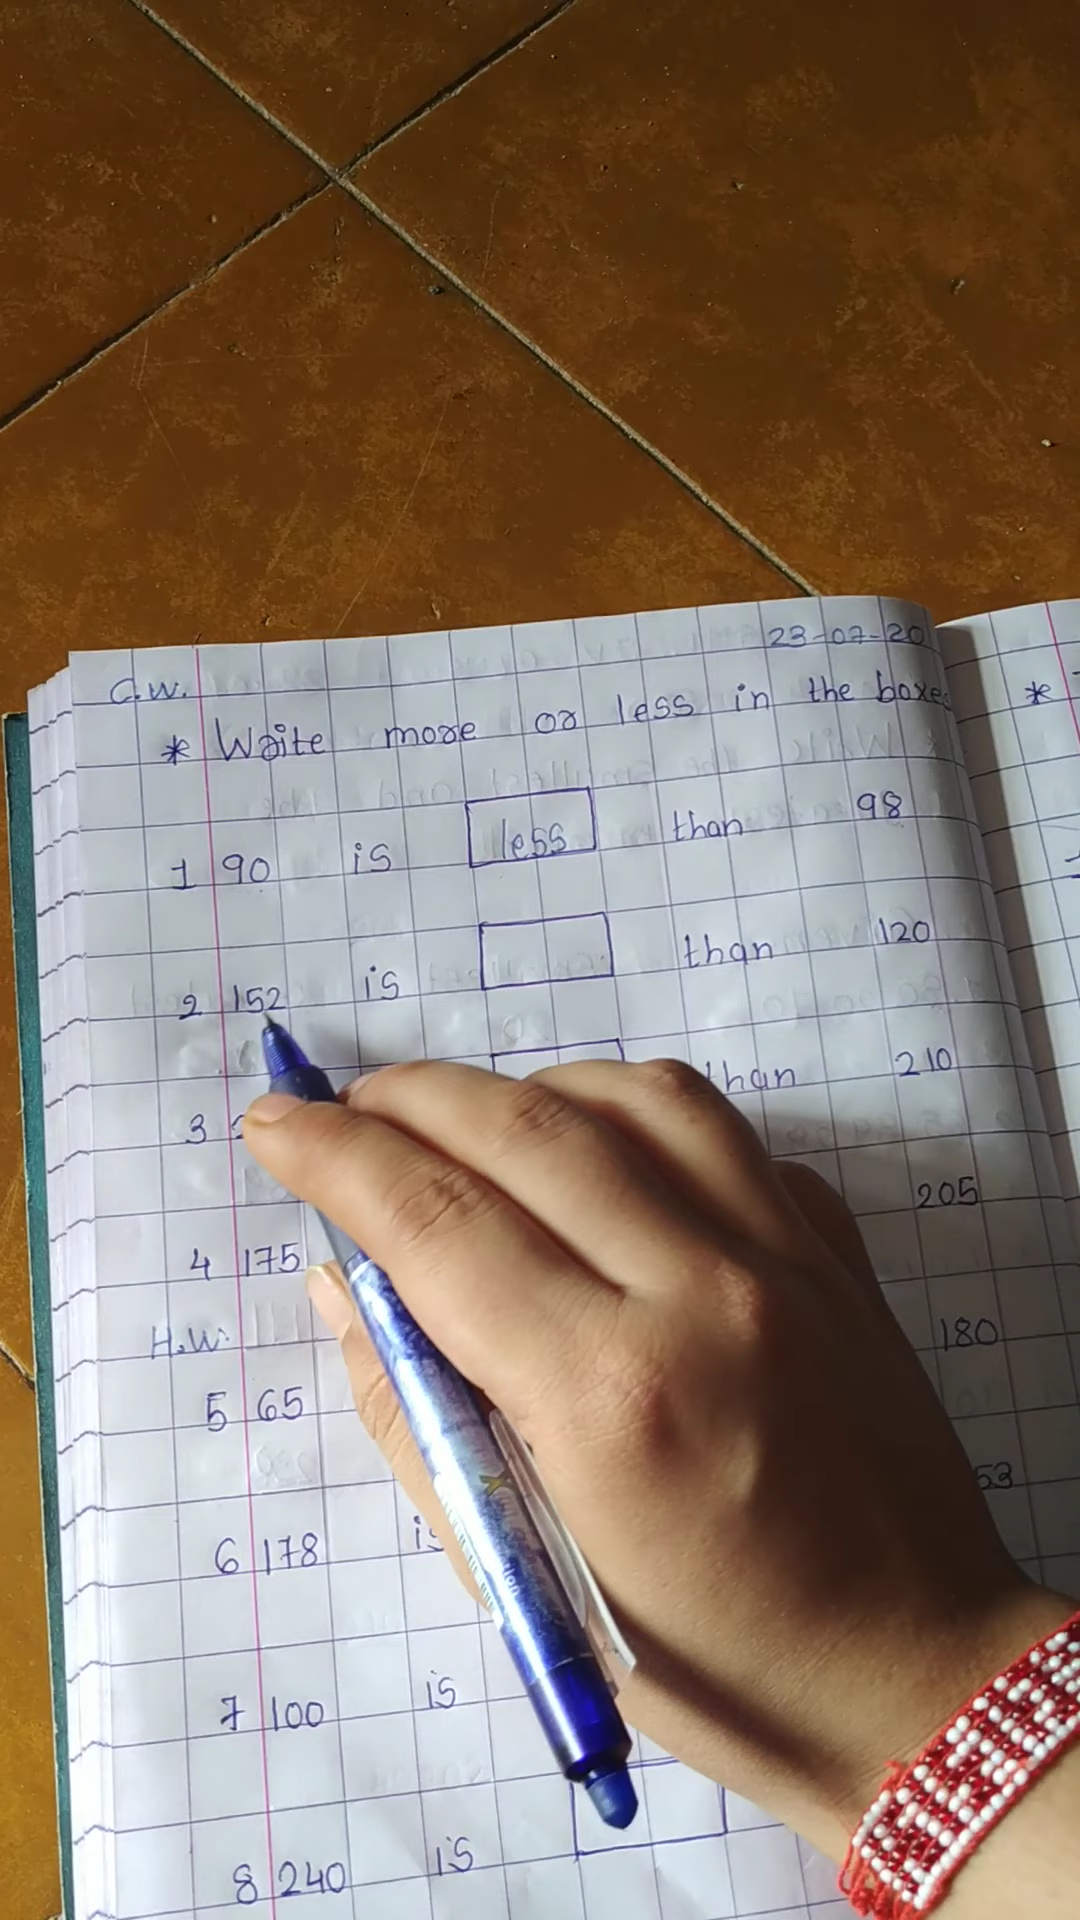 23-07-20
C.W.
* Write more or less in the boxes
1 90 is less than 98
2 152 is than 120
3 than 210
4 175 205
H.W.
5 65 180
6 178 is 53
7 100 is
8 240 is
*